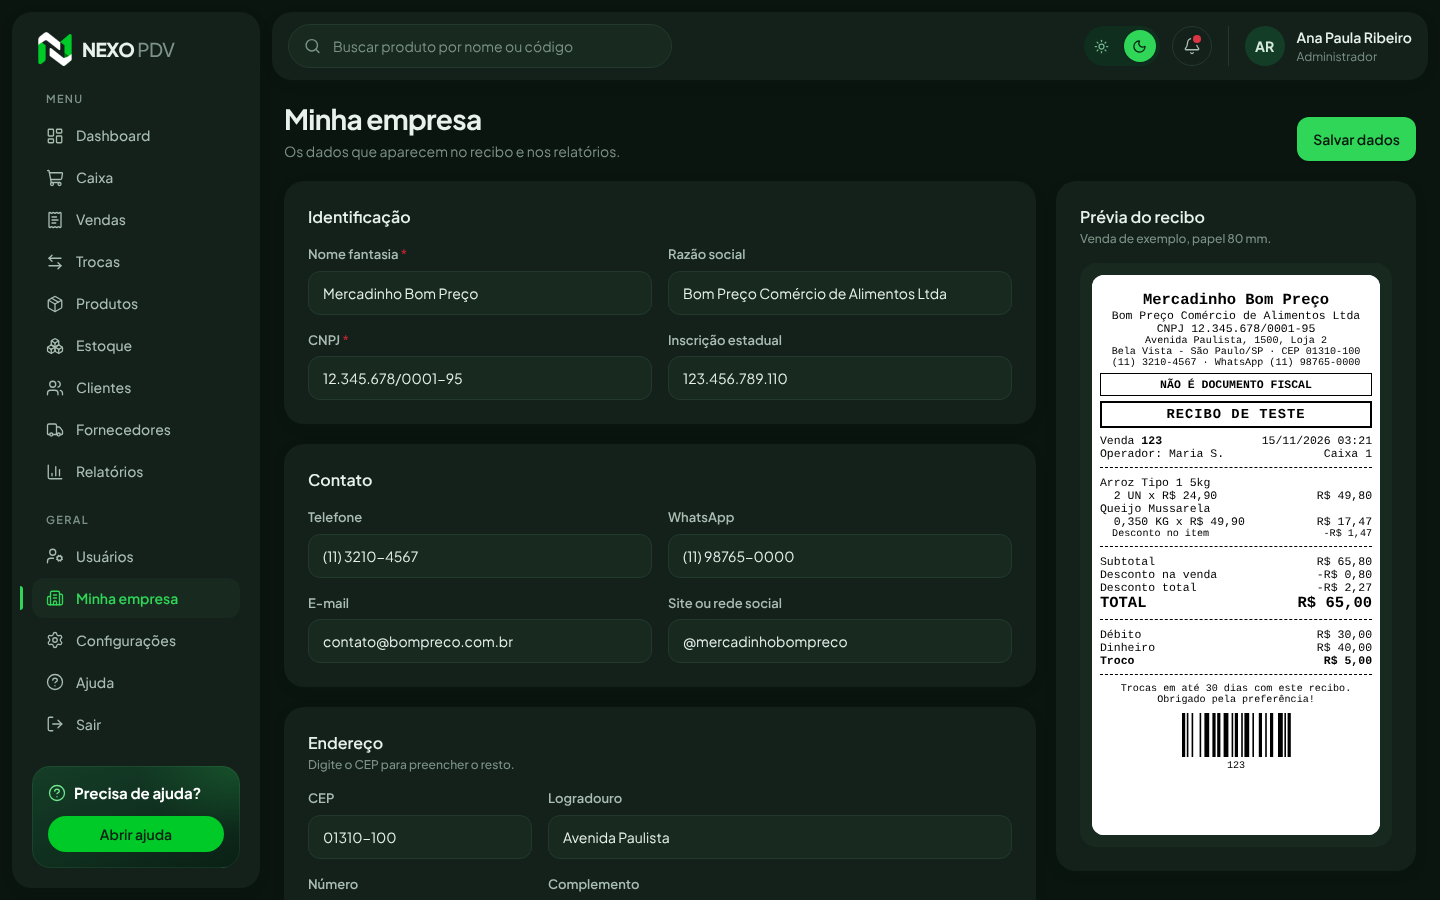 NEXO PDV
MENU
Dashboard
Caixa
Vendas
Trocas
Produtos
Estoque
Clientes
Fornecedores
Relatórios
GERAL
Usuários
Minha empresa
Configurações
Ajuda
Sair
Precisa de ajuda?
Abrir ajuda
Buscar produto por nome ou código
AR
Ana Paula Ribeiro
Administrador
Minha empresa
Os dados que aparecem no recibo e nos relatórios.
Salvar dados
Identificação
Nome fantasia *
Razão social
Mercadinho Bom Preço
Bom Preço Comércio de Alimentos Ltda
CNPJ *
Inscrição estadual
12.345.678/0001-95
123.456.789.110
Contato
Telefone
WhatsApp
(11) 3210-4567
(11) 98765-0000
E-mail
Site ou rede social
contato@bompreco.com.br
@mercadinhobompreco
Endereço
Digite o CEP para preencher o resto.
CEP
Logradouro
01310-100
Avenida Paulista
Número
Complemento
Prévia do recibo
Venda de exemplo, papel 80 mm.
Mercadinho Bom Preço
Bom Preço Comércio de Alimentos Ltda
CNPJ 12.345.678/0001-95
Avenida Paulista, 1500, Loja 2
Bela Vista - São Paulo/SP · CEP 01310-100
(11) 3210-4567 · WhatsApp (11) 98765-0000
NÃO É DOCUMENTO FISCAL
RECIBO DE TESTE
Venda 123 15/11/2026 03:21
Operador: Maria S. Caixa 1
Arroz Tipo 1 5kg
2 UN x R$ 24,90 R$ 49,80
Queijo Mussarela
0,350 KG x R$ 49,90 R$ 17,47
Desconto no item -R$ 1,47
Subtotal R$ 65,80
Desconto na venda -R$ 0,80
Desconto total -R$ 2,27
TOTAL R$ 65,00
Débito R$ 30,00
Dinheiro R$ 40,00
Troco R$ 5,00
Trocas em até 30 dias com este recibo.
Obrigado pela preferência!
123